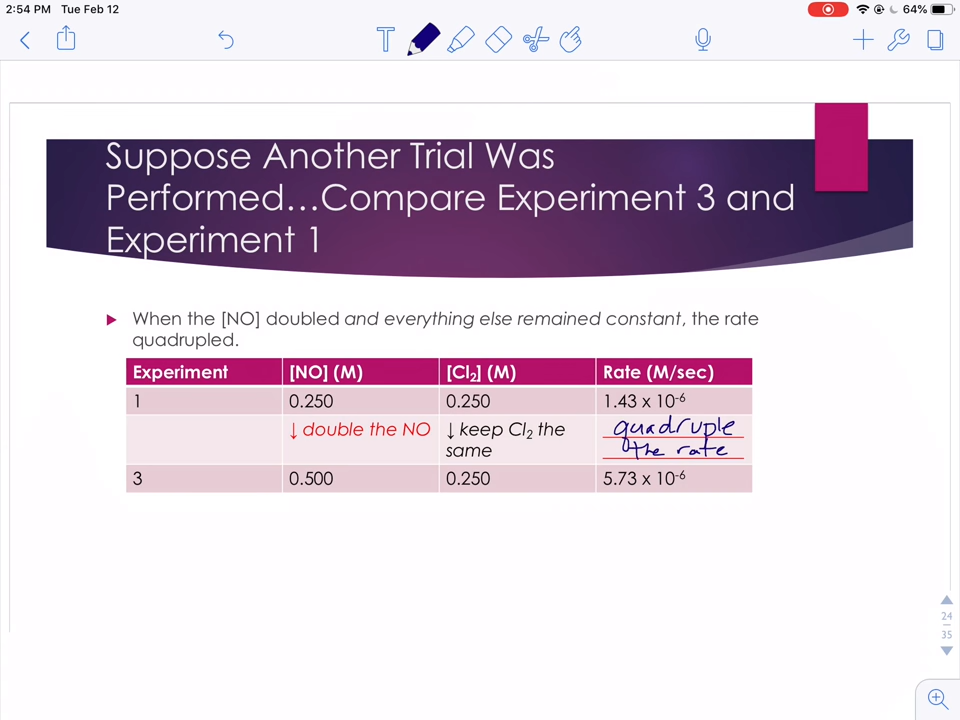 2:54 PM Tue Feb 12
64%
T
Suppose Another Trial Was
Performed…Compare Experiment 3 and
Experiment 1
When the [NO] doubled and everything else remained constant, the rate
quadrupled.
Experiment [NO] (M) [Cl₂] (M) Rate (M/sec)
1 0.250 0.250 1.43 x 10⁻⁶
↓ double the NO ↓ keep Cl₂ the quadruple
same the rate
3 0.500 0.250 5.73 x 10⁻⁶
24
35